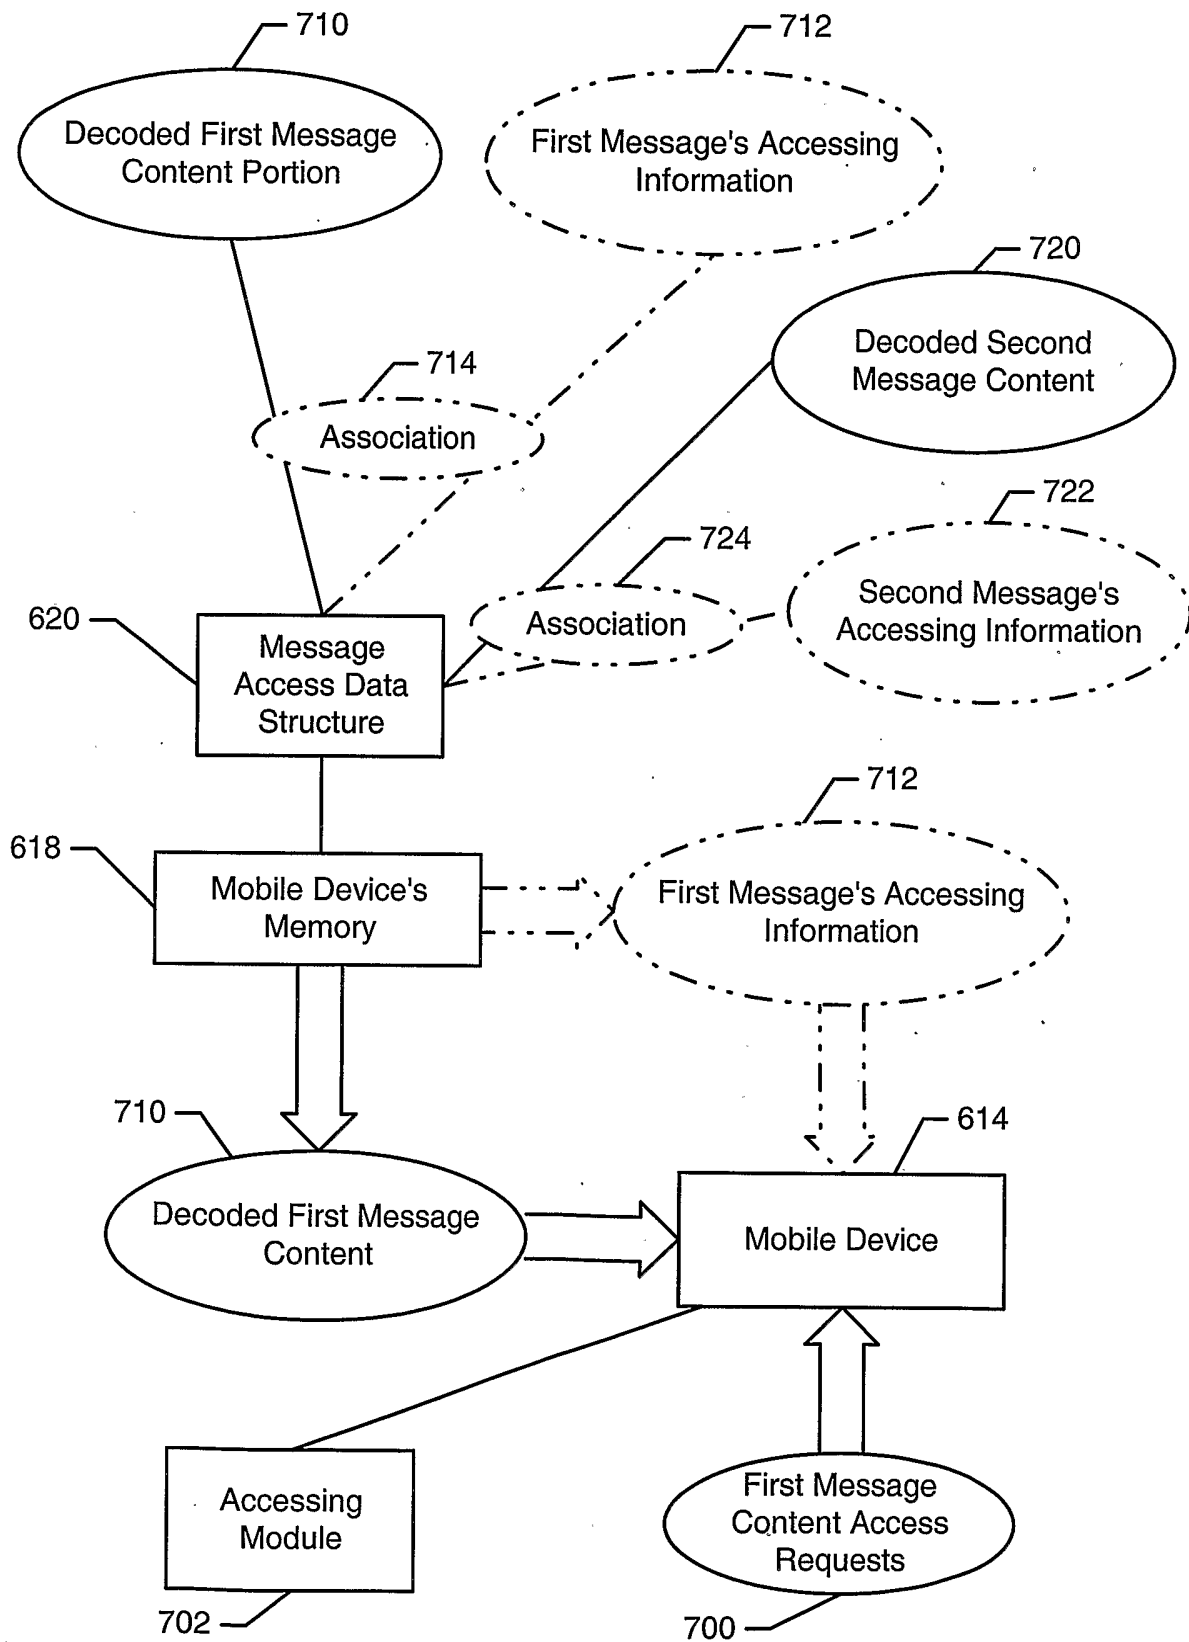 710
712
Decoded First Message
Content Portion
First Message's Accessing
Information
720
Decoded Second
Message Content
714
Association
722
724
Second Message's
Accessing Information
Association
620
Message
Access Data
Structure
712
618
Mobile Device's
Memory
First Message's Accessing
Information
710
614
Decoded First Message
Content
Mobile Device
Accessing
Module
First Message
Content Access
Requests
702
700